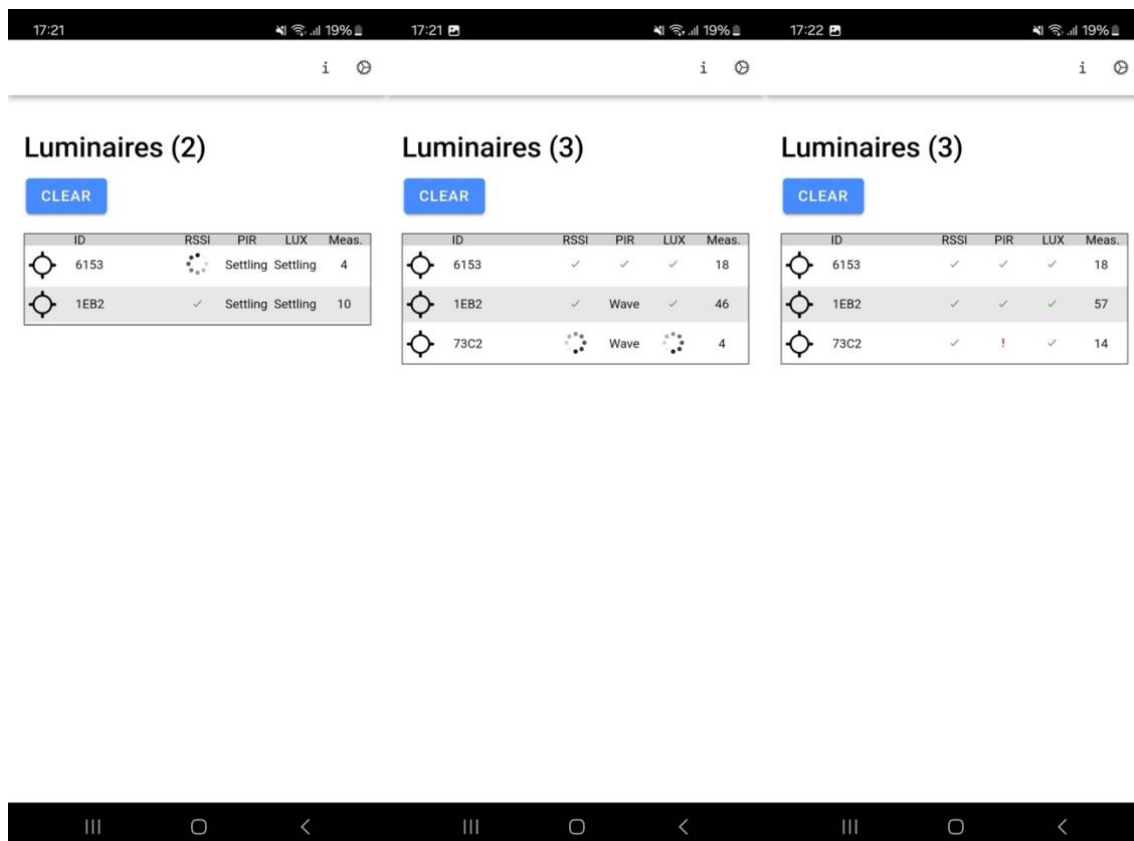 17:21 19%
i
Luminaires (2)
CLEAR
ID RSSI PIR LUX Meas.
6153 Settling Settling 4
1EB2 ✓ Settling Settling 10
17:21 19%
i
Luminaires (3)
CLEAR
ID RSSI PIR LUX Meas.
6153 ✓ ✓ ✓ 18
1EB2 ✓ Wave ✓ 46
73C2 Wave 4
17:22 19%
i
Luminaires (3)
CLEAR
ID RSSI PIR LUX Meas.
6153 ✓ ✓ ✓ 18
1EB2 ✓ ✓ ✓ 57
73C2 ✓ ! ✓ 14